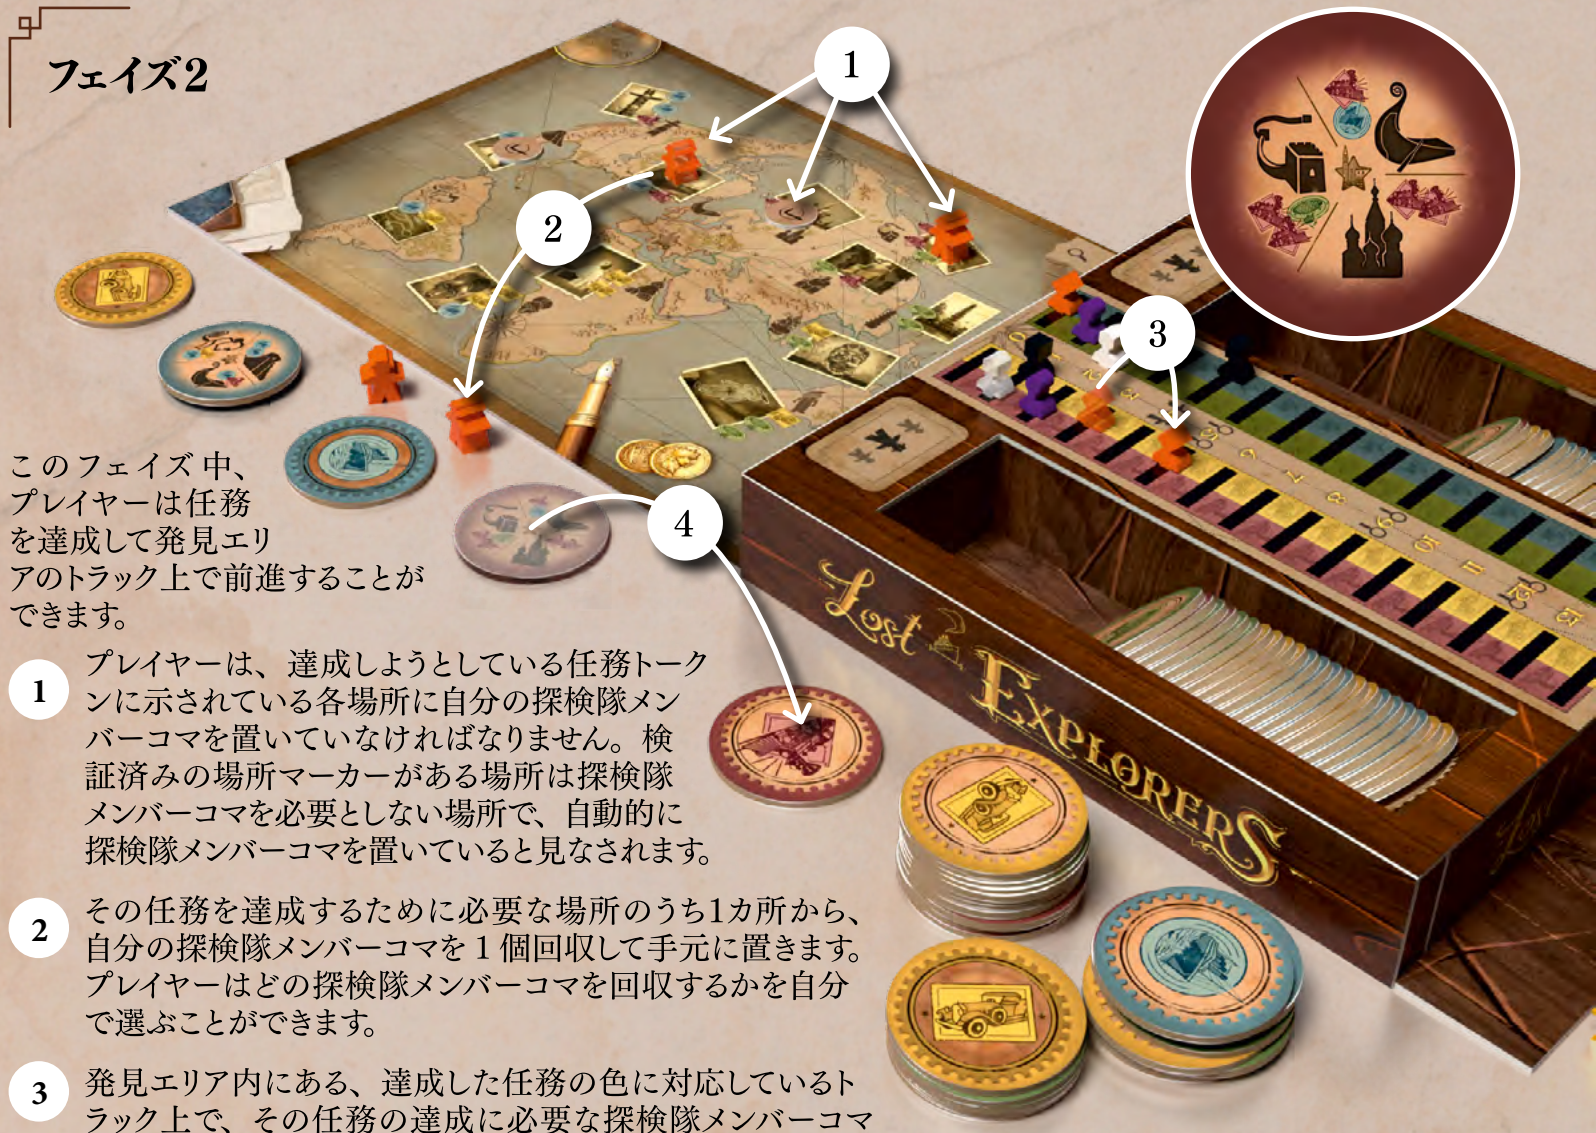 フェイズ2
1
2
3
4
このフェイズ中、
プレイヤーは任務
を達成して発見エリ
アのトラック上で前進することが
できます。
1 プレイヤーは、達成しようとしている任務トーク
ンに示されている各場所に自分の探検隊メン
バーコマを置いていなければなりません。検
証済みの場所マーカーがある場所は探検隊
メンバーコマを必要としない場所で、自動的に
探検隊メンバーコマを置いていると見なされます。
2 その任務を達成するために必要な場所のうち1カ所から、
自分の探検隊メンバーコマを1個回収して手元に置きます。
プレイヤーはどの探検隊メンバーコマを回収するかを自分
で選ぶことができます。
3 発見エリア内にある、達成した任務の色に対応しているト
ラック上で、その任務の達成に必要な探検隊メンバーコマ
Lost
EXPLORERS